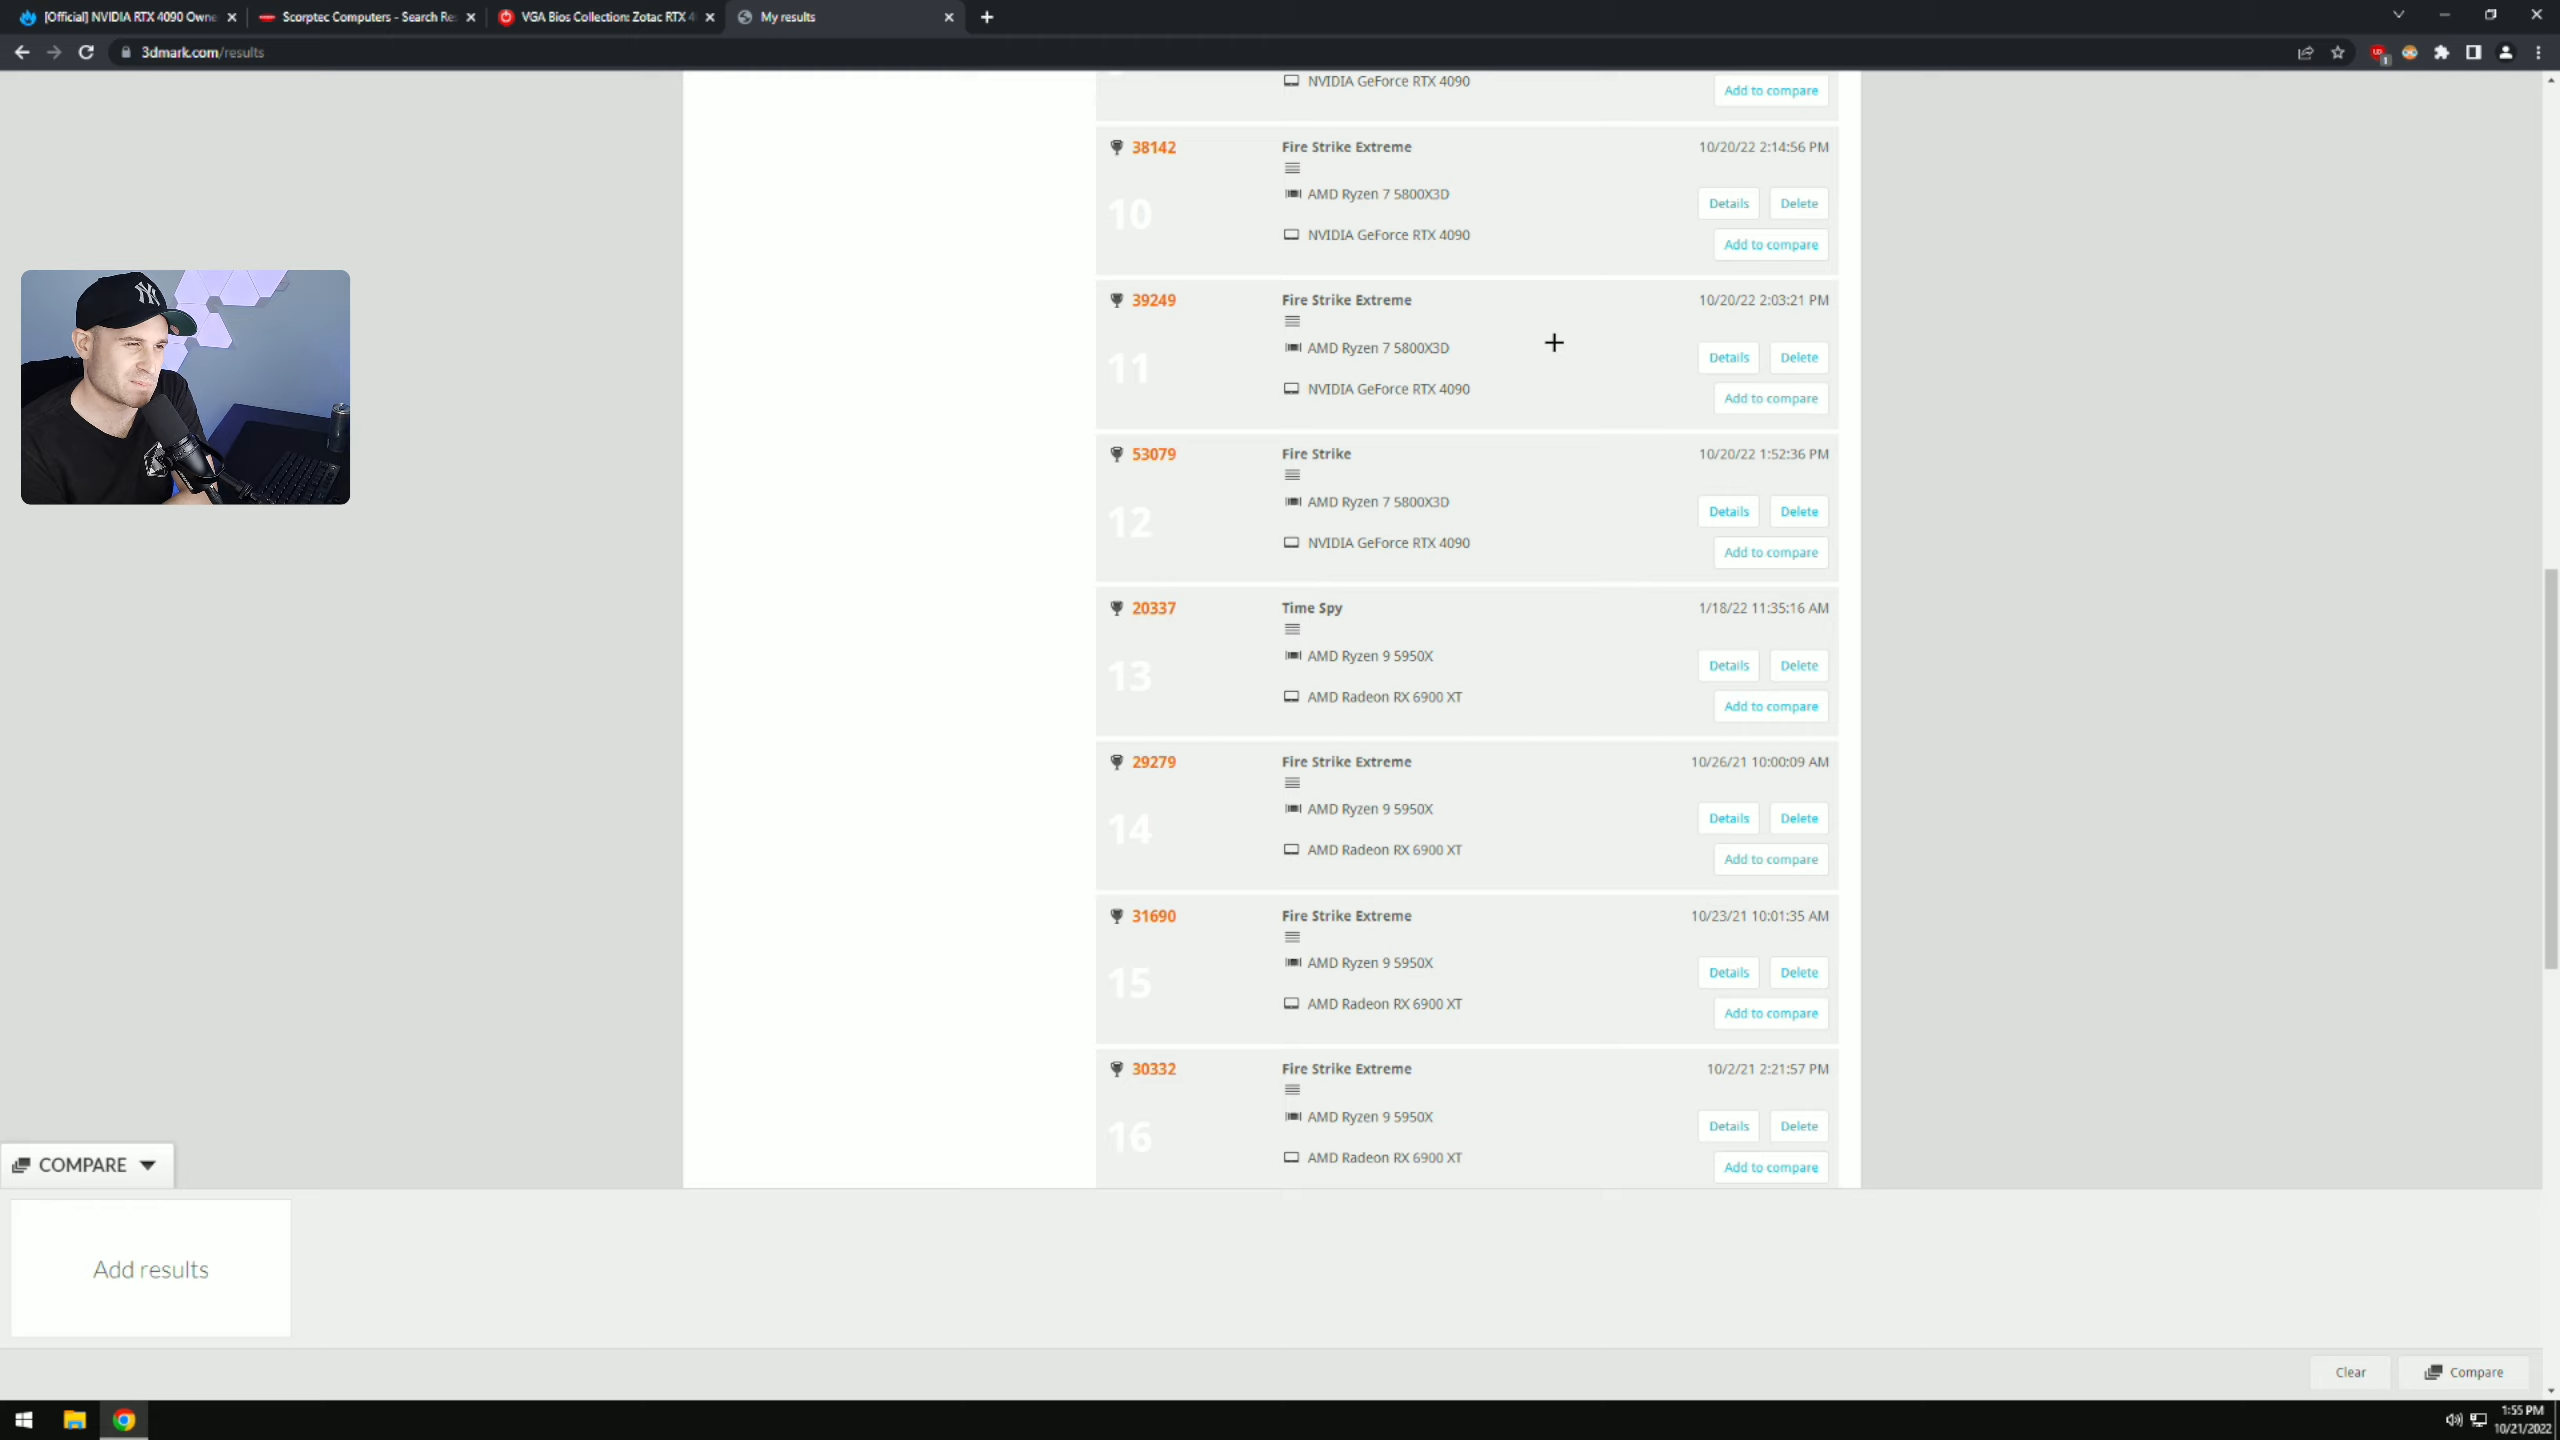 [Official] NVIDIA RTX 4090 Owne
Scorptec Computers - Search Re
VGA Bios Collection: Zotac RTX 4
My results
3dmark.com/results
NVIDIA GeForce RTX 4090
Add to compare
38142
Fire Strike Extreme
10/20/22 2:14:56 PM
10
AMD Ryzen 7 5800X3D
Details
Delete
NVIDIA GeForce RTX 4090
Add to compare
39249
Fire Strike Extreme
10/20/22 2:03:21 PM
11
AMD Ryzen 7 5800X3D
Details
Delete
NVIDIA GeForce RTX 4090
Add to compare
53079
Fire Strike
10/20/22 1:52:36 PM
12
AMD Ryzen 7 5800X3D
Details
Delete
NVIDIA GeForce RTX 4090
Add to compare
20337
Time Spy
1/18/22 11:35:16 AM
13
AMD Ryzen 9 5950X
Details
Delete
AMD Radeon RX 6900 XT
Add to compare
29279
Fire Strike Extreme
10/26/21 10:00:09 AM
14
AMD Ryzen 9 5950X
Details
Delete
AMD Radeon RX 6900 XT
Add to compare
31690
Fire Strike Extreme
10/23/21 10:01:35 AM
15
AMD Ryzen 9 5950X
Details
Delete
AMD Radeon RX 6900 XT
Add to compare
30332
Fire Strike Extreme
10/2/21 2:21:57 PM
16
AMD Ryzen 9 5950X
Details
Delete
AMD Radeon RX 6900 XT
Add to compare
COMPARE
Add results
Clear
Compare
1:55 PM
10/21/2022